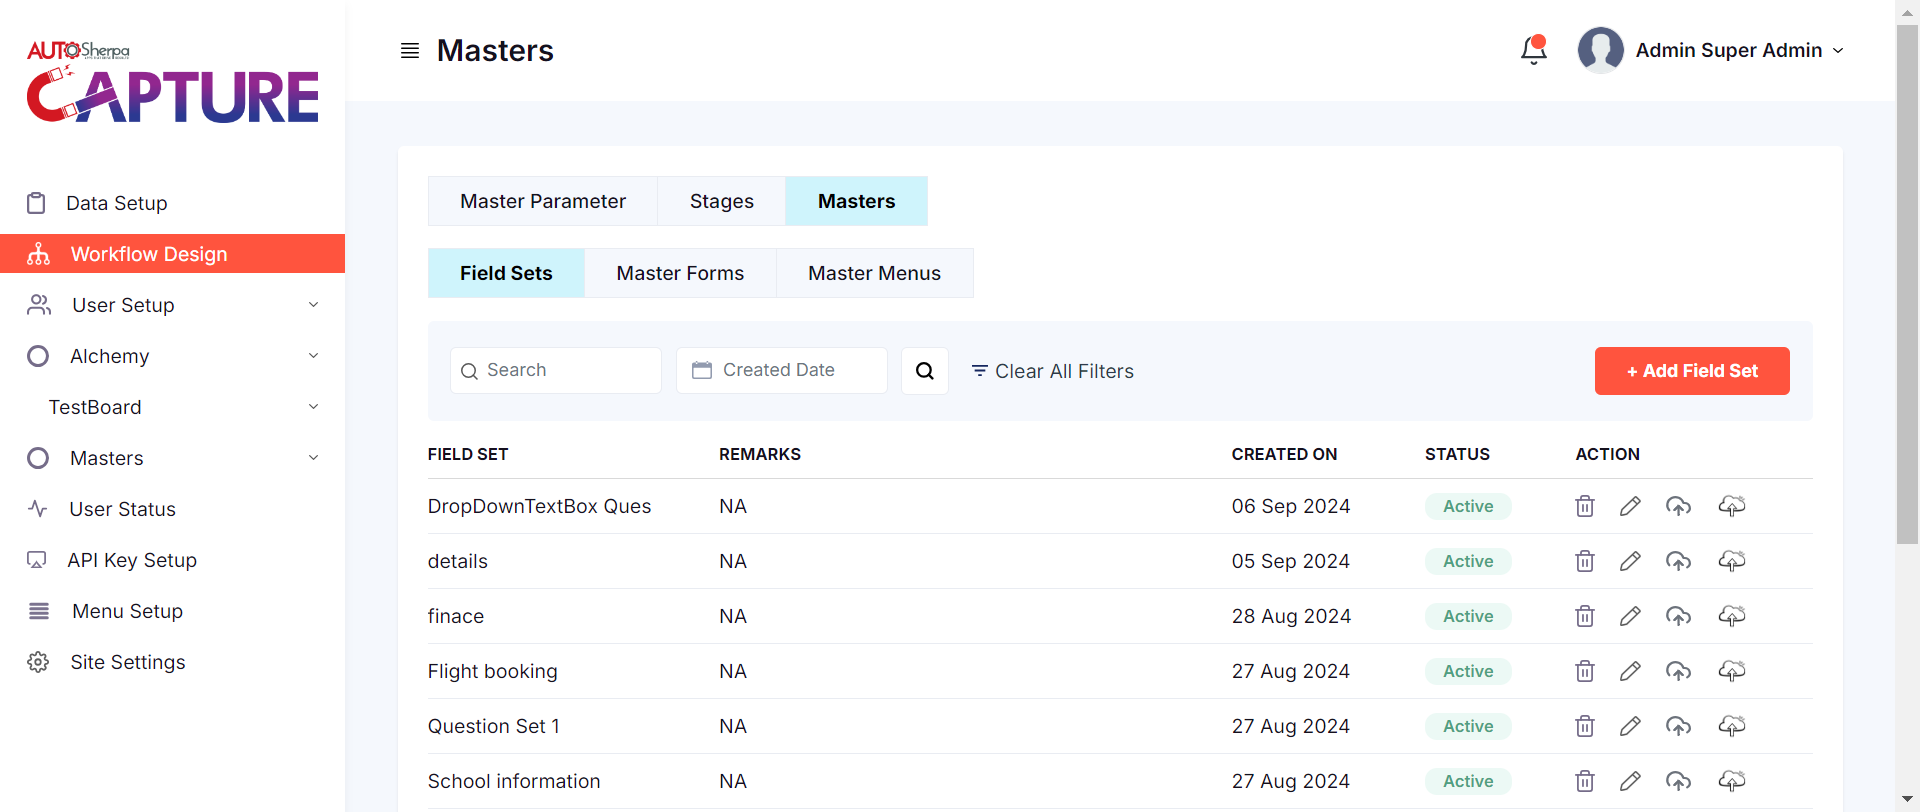 AUTOSherpa
CAPTURE
Masters
Admin Super Admin
Data Setup
Workflow Design
User Setup
Alchemy
TestBoard
Masters
User Status
API Key Setup
Menu Setup
Site Settings
Master Parameter Stages Masters
Field Sets Master Forms Master Menus
Search Created Date Clear All Filters + Add Field Set
FIELD SET REMARKS CREATED ON STATUS ACTION
DropDownTextBox Ques NA 06 Sep 2024 Active
details NA 05 Sep 2024 Active
finace NA 28 Aug 2024 Active
Flight booking NA 27 Aug 2024 Active
Question Set 1 NA 27 Aug 2024 Active
School information NA 27 Aug 2024 Active